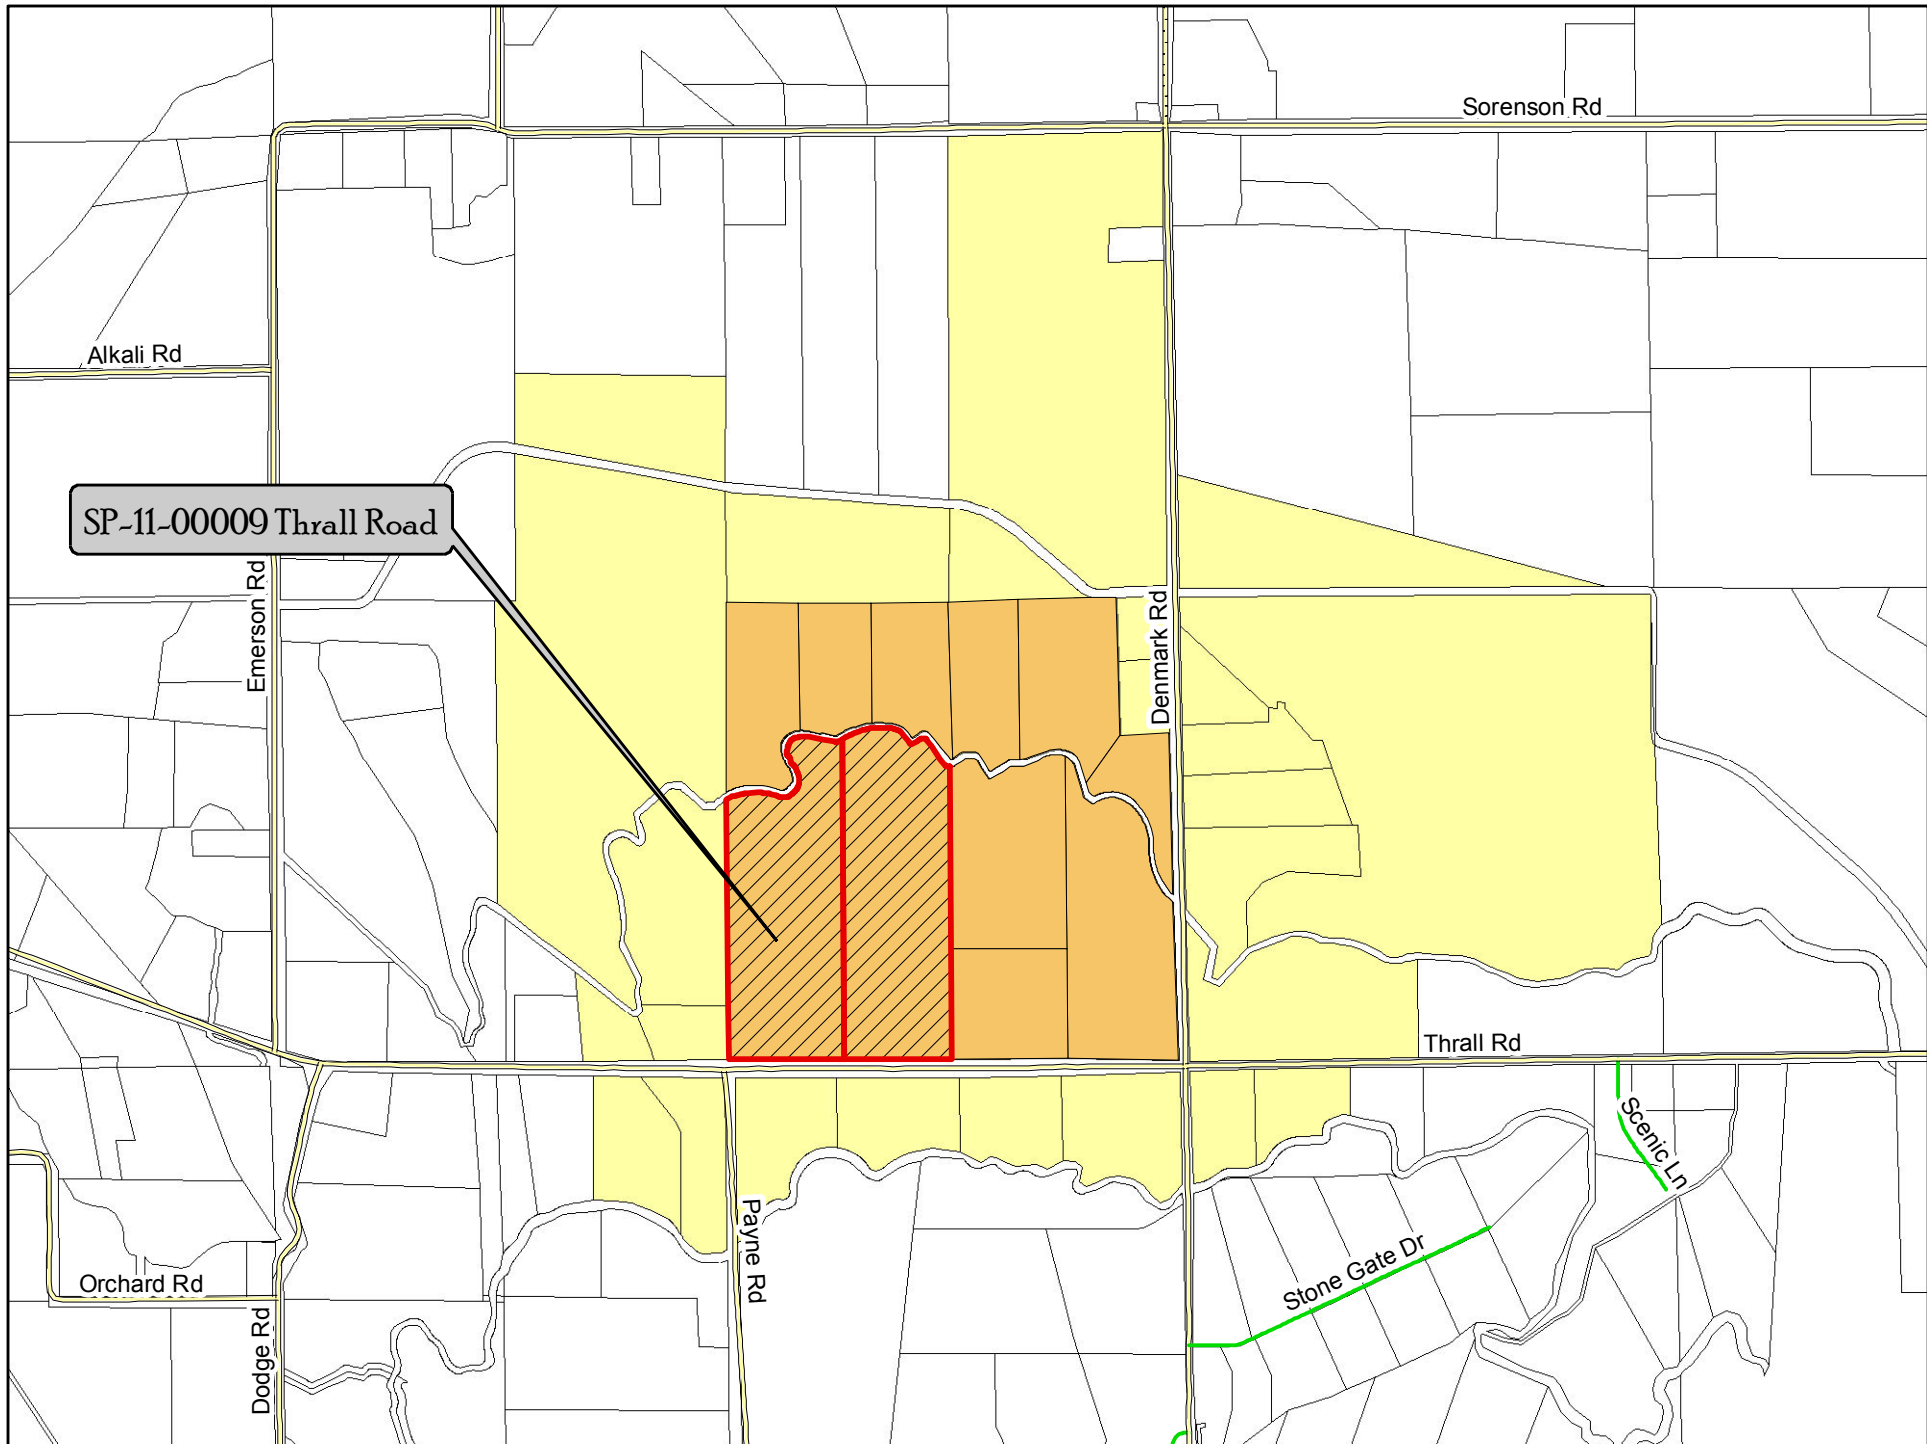 Sorenson Rd
Alkali Rd
SP-11-00009 Thrall Road
Emerson Rd
Denmark Rd
Thrall Rd
Scenic Ln
Payne Rd
Stone Gate Dr
Orchard Rd
Dodge Rd